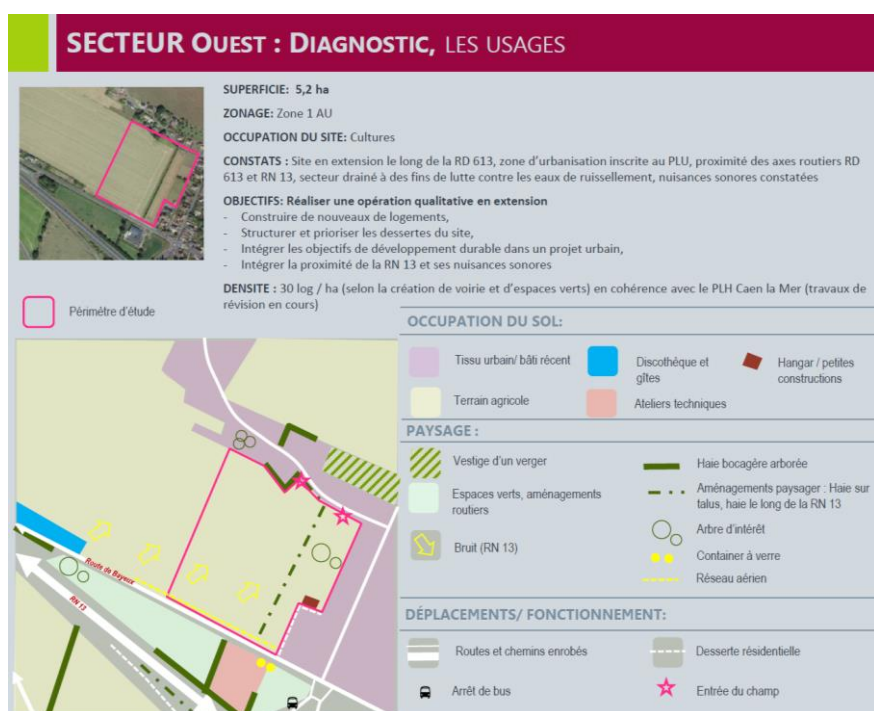 SECTEUR OUEST : DIAGNOSTIC, LES USAGES
SUPERFICIE: 5,2 ha
ZONAGE: Zone 1 AU
OCCUPATION DU SITE: Cultures
CONSTATS : Site en extension le long de la RD 613, zone d'urbanisation inscrite au PLU, proximité des axes routiers RD
613 et RN 13, secteur drainé à des fins de lutte contre les eaux de ruissellement, nuisances sonores constatées
OBJECTIFS: Réaliser une opération qualitative en extension
- Construire de nouveaux de logements,
- Structurer et prioriser les dessertes du site,
- Intégrer les objectifs de développement durable dans un projet urbain,
- Intégrer la proximité de la RN 13 et ses nuisances sonores
DENSITE : 30 log / ha (selon la création de voirie et d'espaces verts) en cohérence avec le PLH Caen la Mer (travaux de
révision en cours)
Périmètre d'étude
OCCUPATION DU SOL:
Tissu urbain/ bâti récent
Discothèque et
gîtes
Hangar / petites
constructions
Terrain agricole
Ateliers techniques
PAYSAGE :
Vestige d'un verger
Haie bocagère arborée
Espaces verts, aménagements
routiers
Aménagements paysager : Haie sur
talus, haie le long de la RN 13
Arbre d'intérêt
Bruit (RN 13)
Container à verre
Réseau aérien
DÉPLACEMENTS/ FONCTIONNEMENT:
Routes et chemins enrobés
Desserte résidentielle
Arrêt de bus
Entrée du champ
Route de Bayeux
RN 13